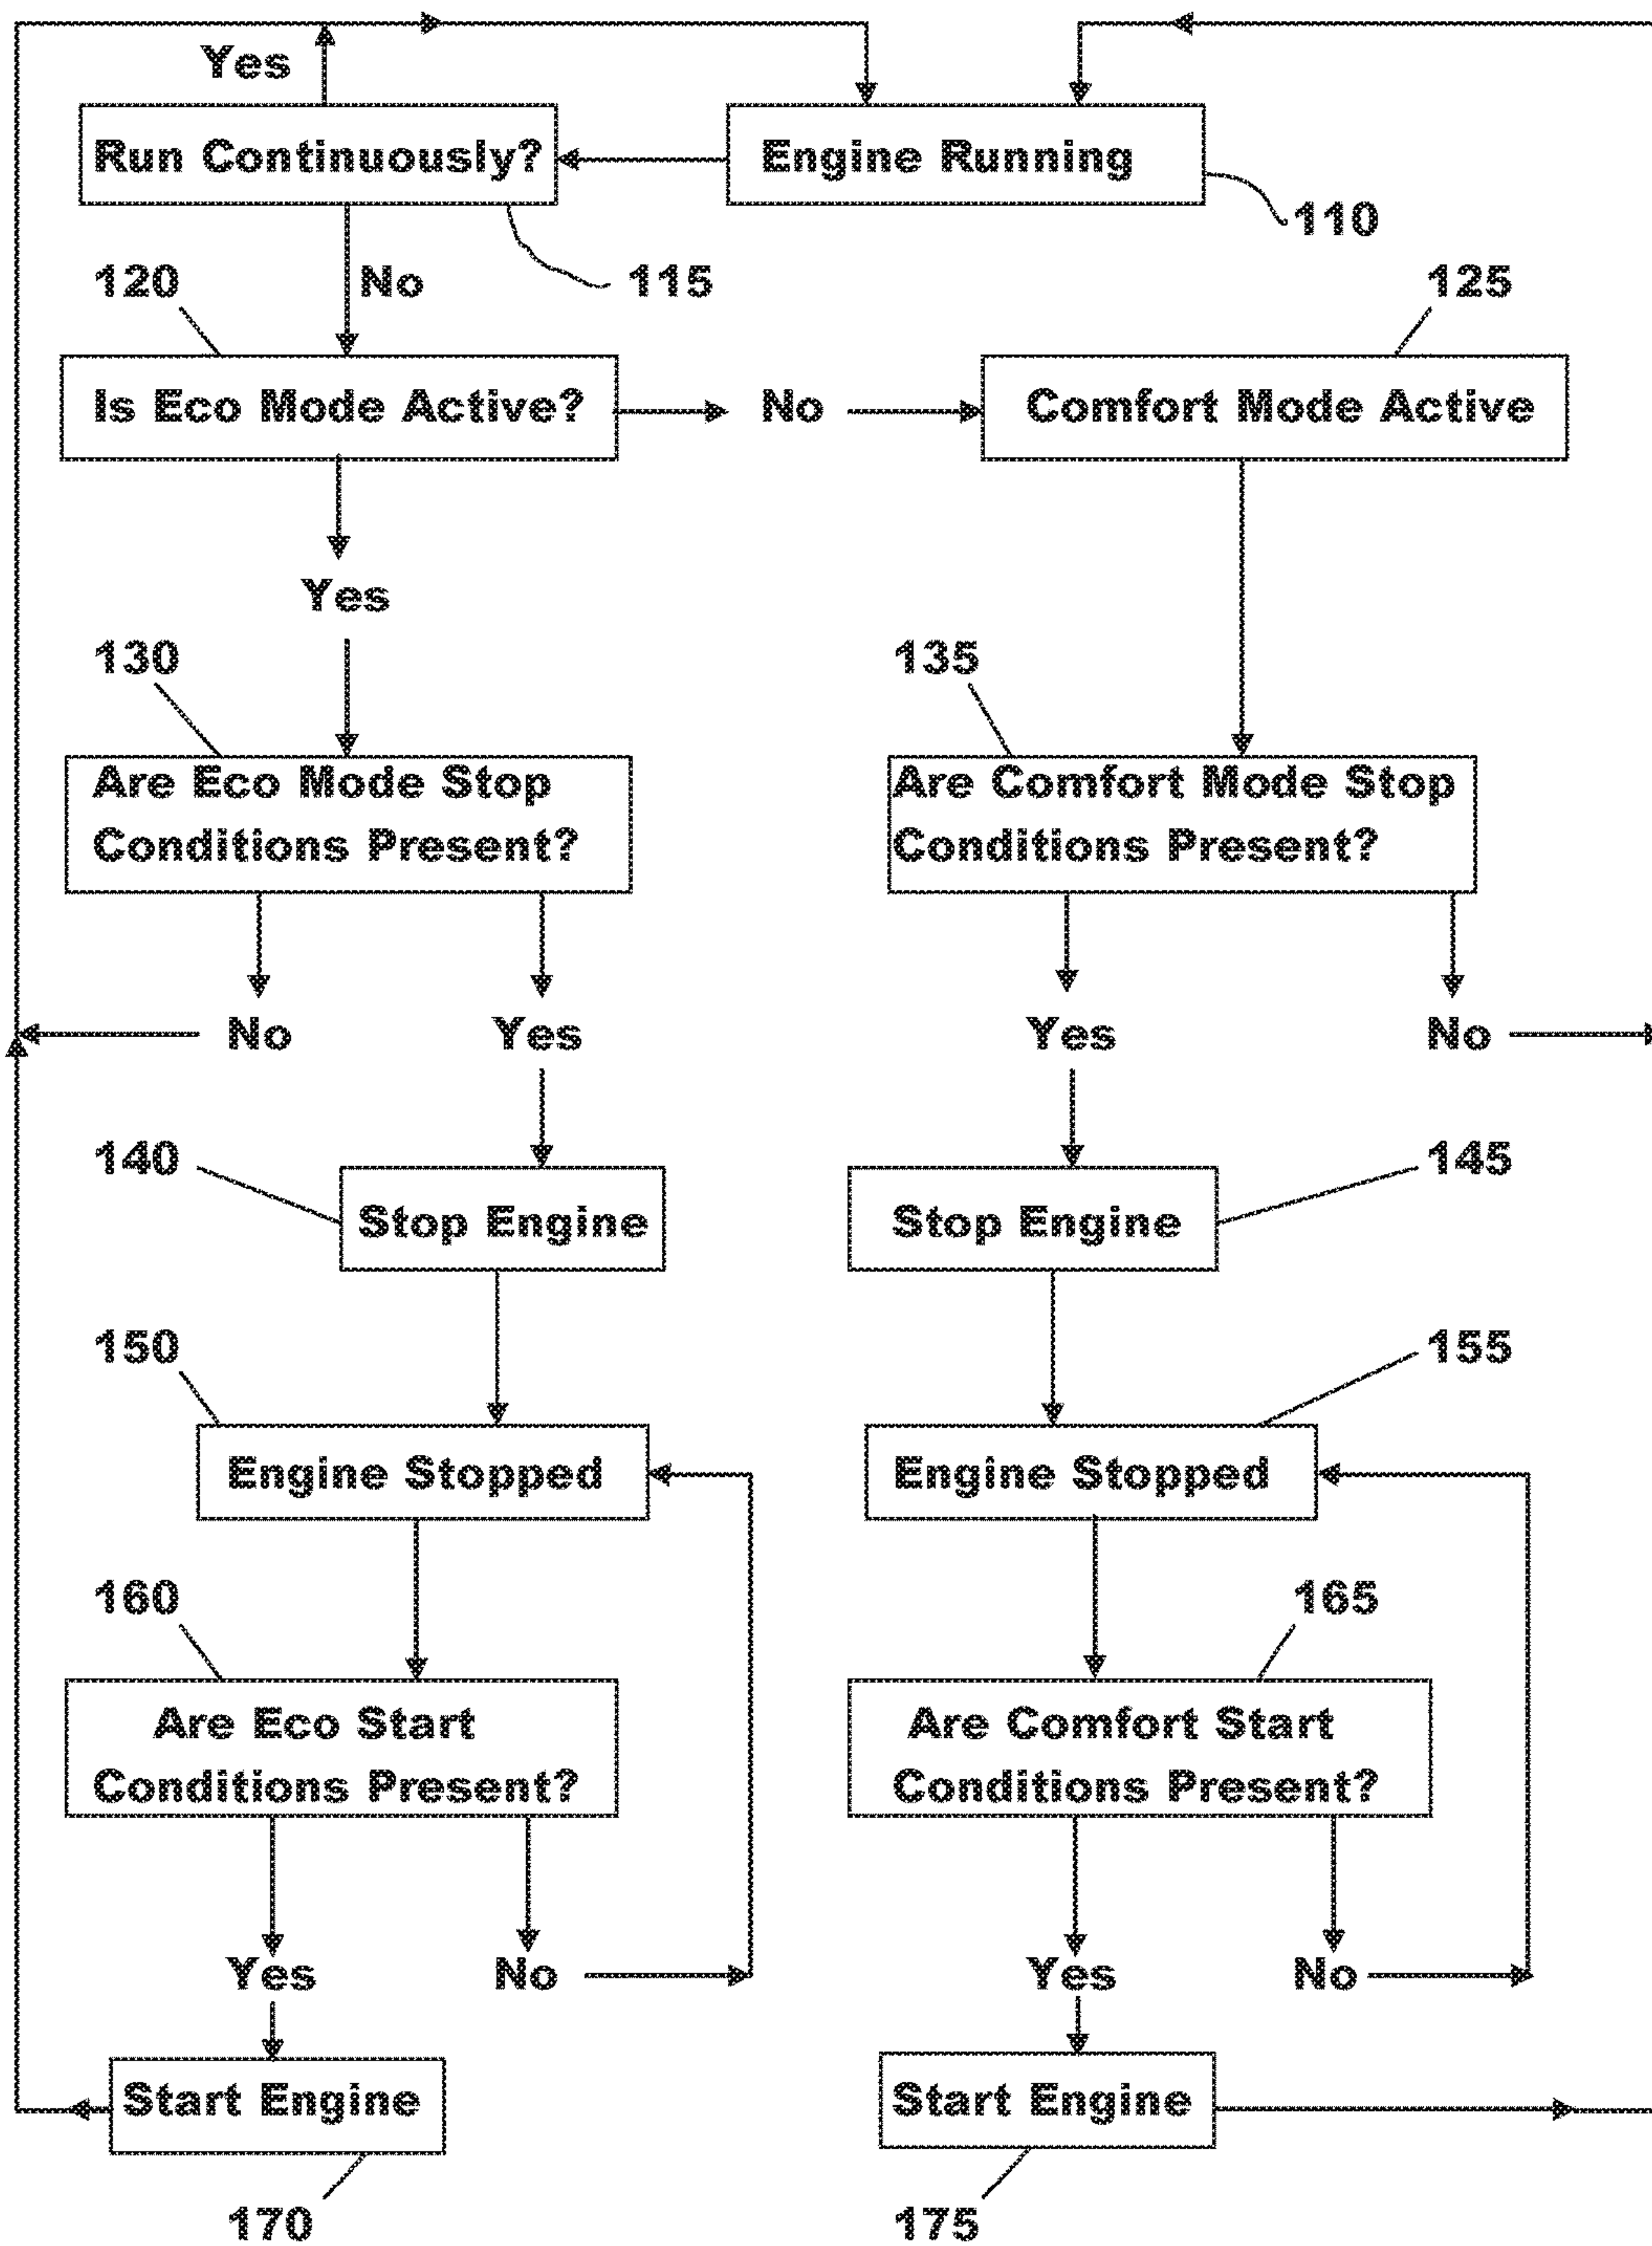 Yes
Run Continuously?
Engine Running
110
120
No
115
125
Is Eco Mode Active?
No
Comfort Mode Active
Yes
130
135
Are Eco Mode Stop
Conditions Present?
Are Comfort Mode Stop
Conditions Present?
No
Yes
Yes
No
140
145
Stop Engine
Stop Engine
150
155
Engine Stopped
Engine Stopped
160
165
Are Eco Start
Conditions Present?
Are Comfort Start
Conditions Present?
Yes
No
Yes
No
Start Engine
Start Engine
170
175